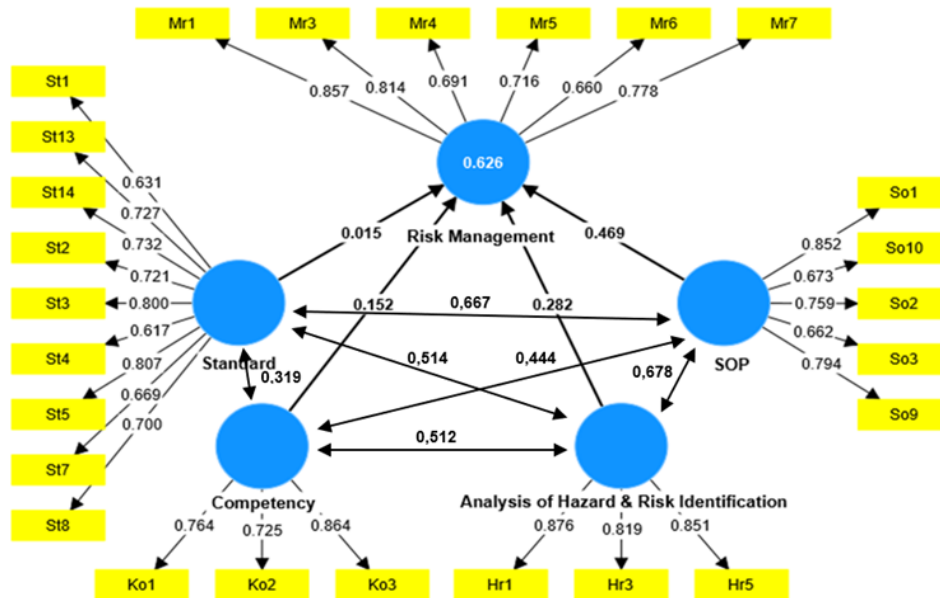 Mr1 Mr3 Mr4 Mr5 Mr6 Mr7
0.857 0.814 0.691 0.716 0.660 0.778
St1
St13
St14
St2
St3
St4
St5
St7
St8
0.631
0.727
0.732
0.721
0.800
0.617
0.807
0.669
0.700
0.626
Risk Management
0.015
0.469
0.152
0,667
0.282
Standard
SOP
0.852
0.673
0.759
0.662
0.794
So1
So10
So2
So3
So9
0.319
0,514
0,444
0,678
0,512
Competency
Analysis of Hazard & Risk Identification
0.764 0.725 0.864
0.876 0.819 0.851
Ko1 Ko2 Ko3
Hr1 Hr3 Hr5